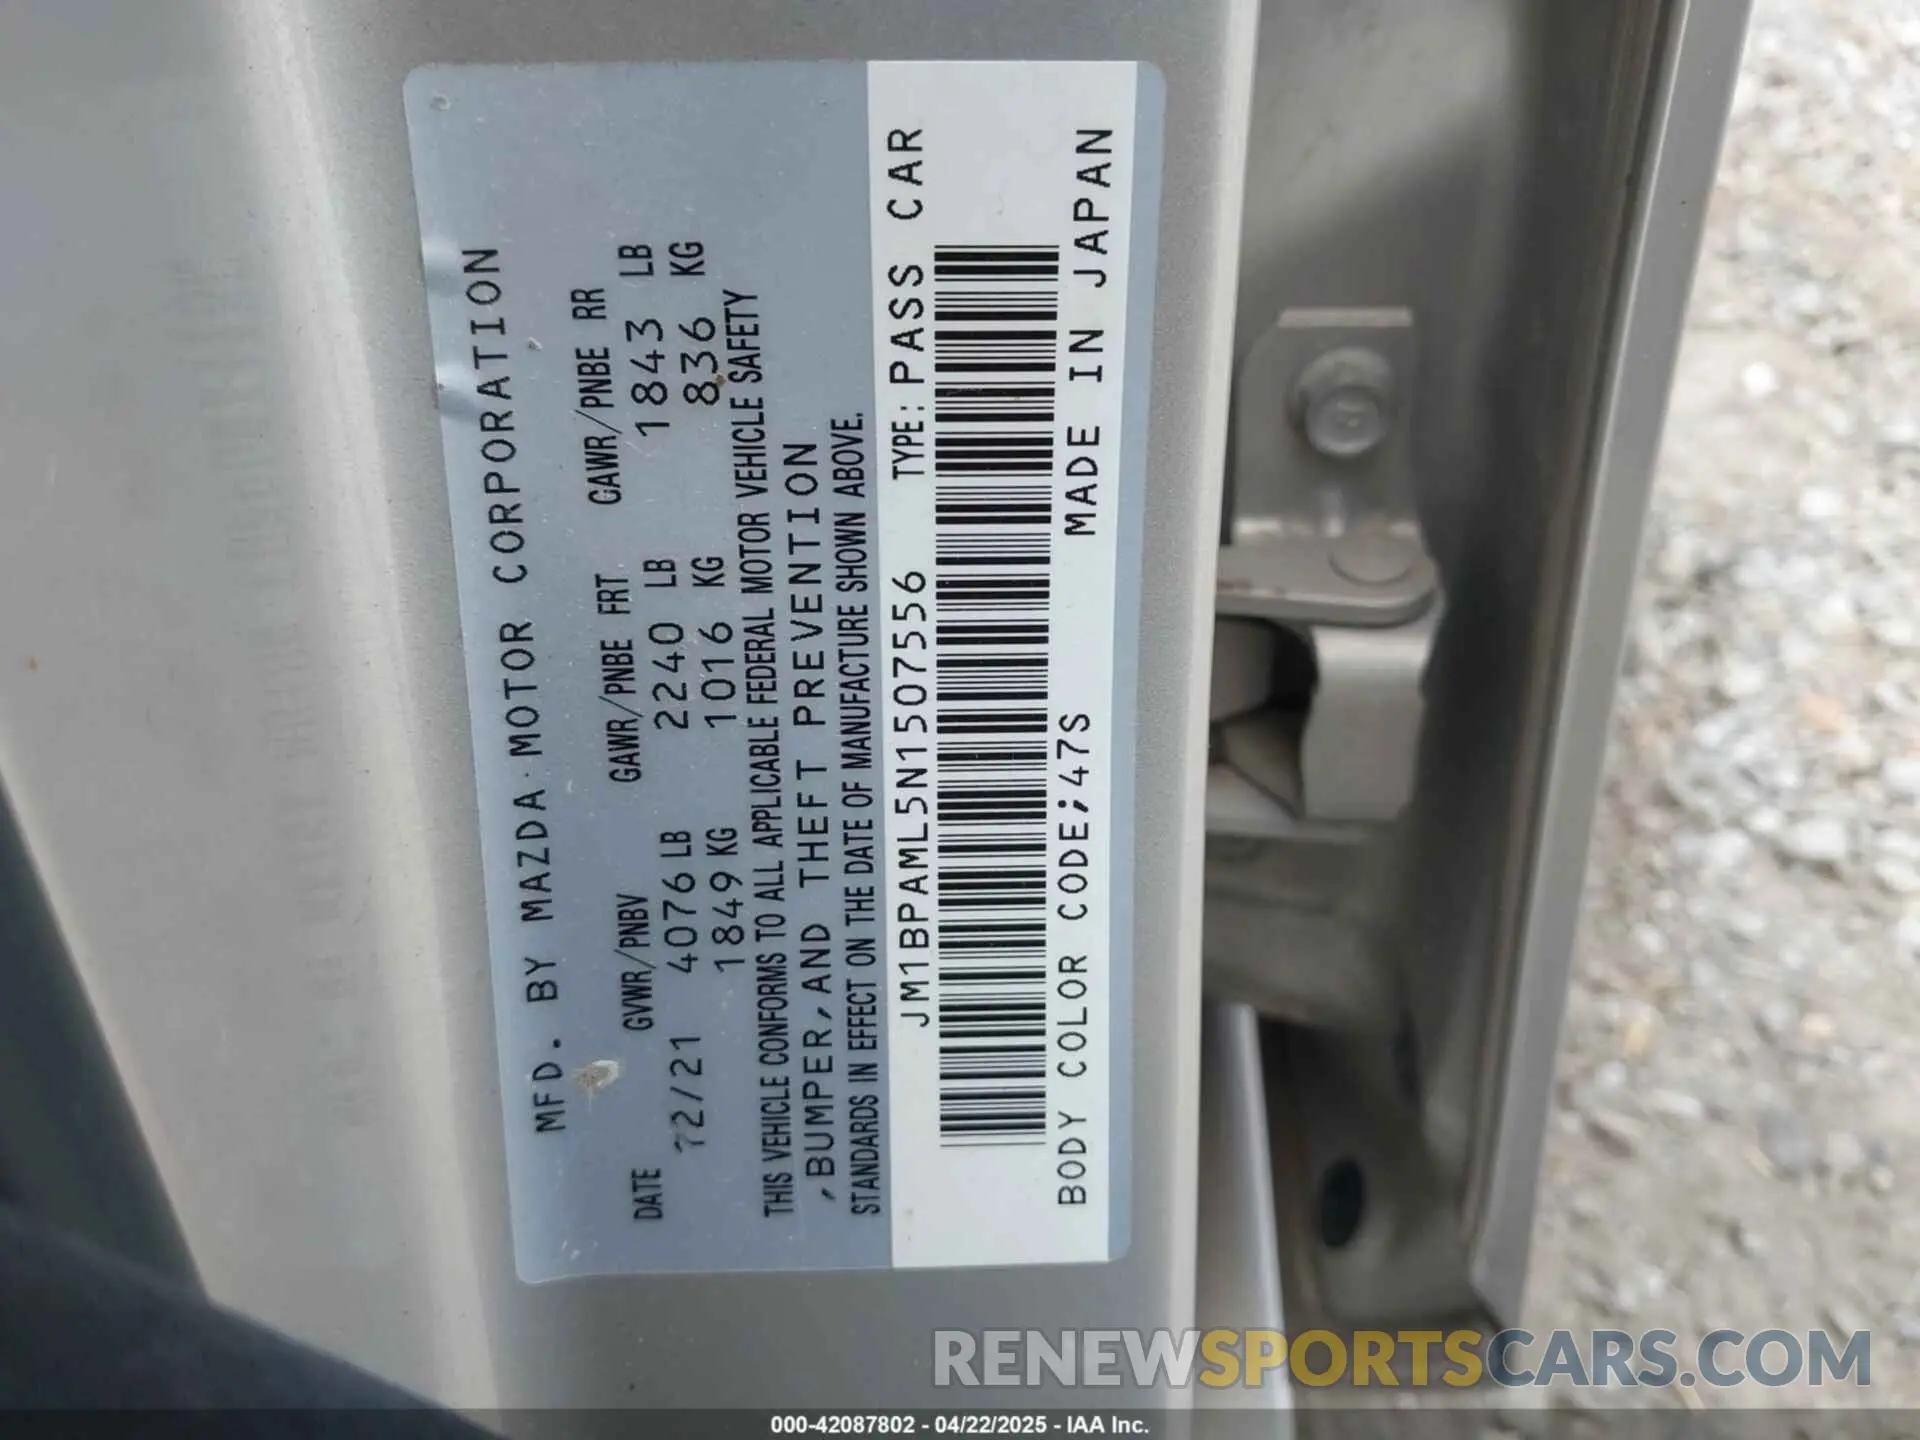 MFD. BY MAZDA MOTOR CORPORATION
DATE GVWR/PNBV GAWR/PNBE FRT GAWR/PNBE RR
12/21 4076 LB 2240 LB 1843 LB
1849 KG 1016 KG 836 KG
THIS VEHICLE CONFORMS TO ALL APPLICABLE FEDERAL MOTOR VEHICLE SAFETY
,BUMPER,AND THEFT PREVENTION
STANDARDS IN EFFECT ON THE DATE OF MANUFACTURE SHOWN ABOVE.
JM1BPAML5N1507556 TYPE: PASS CAR
BODY COLOR CODE;47S MADE IN JAPAN
RENEWSPORTSCARS.COM
000-42087802 - 04/22/2025 - IAA Inc.